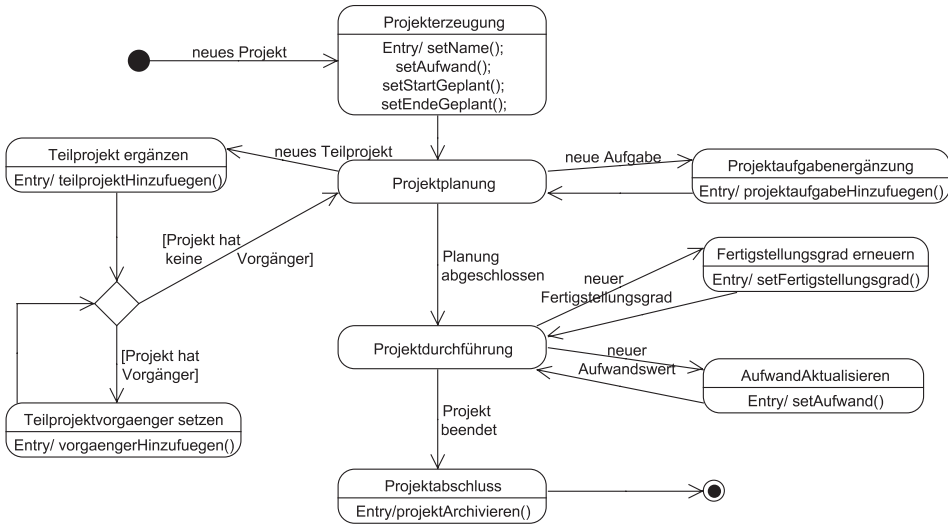 Projekterzeugung
Entry/ setName();
setAufwand();
setStartGeplant();
setEndeGeplant();
neues Projekt
Teilprojekt ergänzen
Entry/ teilprojektHinzufuegen()
neues Teilprojekt
Projektplanung
neue Aufgabe
Projektaufgabenergänzung
Entry/ projektaufgabeHinzufuegen()
[Projekt hat
keine Vorgänger]
Planung
abgeschlossen
neuer
Fertigstellungsgrad
Fertigstellungsgrad erneuern
Entry/ setFertigstellungsgrad()
[Projekt hat
Vorgänger]
Projektdurchführung
neuer
Aufwandswert
AufwandAktualisieren
Entry/ setAufwand()
Teilprojektvorgaenger setzen
Entry/ vorgaengerHinzufuegen()
Projekt
beendet
Projektabschluss
Entry/projektArchivieren()